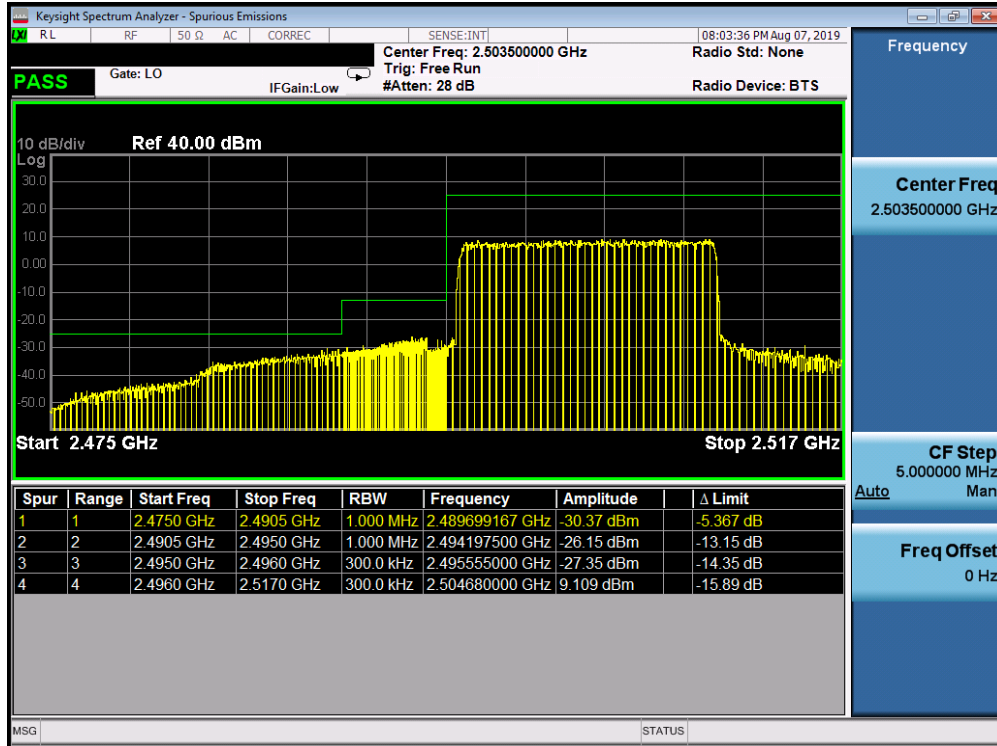 Keysight Spectrum Analyzer - Spurious Emissions
LXI RL RF 50 Ω AC CORREC SENSE:INT 08:03:36 PM Aug 07, 2019
Center Freq: 2.503500000 GHz Radio Std: None
PASS Gate: LO Trig: Free Run
IFGain:Low #Atten: 28 dB Radio Device: BTS
10 dB/div Ref 40.00 dBm
Log
30.0
20.0
10.0
0.00
-10.0
-20.0
-30.0
-40.0
-50.0
Start 2.475 GHz Stop 2.517 GHz
Spur Range Start Freq Stop Freq RBW Frequency Amplitude Δ Limit
1 1 2.4750 GHz 2.4905 GHz 1.000 MHz 2.489699167 GHz -30.37 dBm -5.367 dB
2 2 2.4905 GHz 2.4950 GHz 1.000 MHz 2.494197500 GHz -26.15 dBm -13.15 dB
3 3 2.4950 GHz 2.4960 GHz 300.0 kHz 2.495555000 GHz -27.35 dBm -14.35 dB
4 4 2.4960 GHz 2.5170 GHz 300.0 kHz 2.504680000 GHz 9.109 dBm -15.89 dB
MSG STATUS
Frequency
Center Freq
2.503500000 GHz
CF Step
5.000000 MHz
Auto Man
Freq Offset
0 Hz